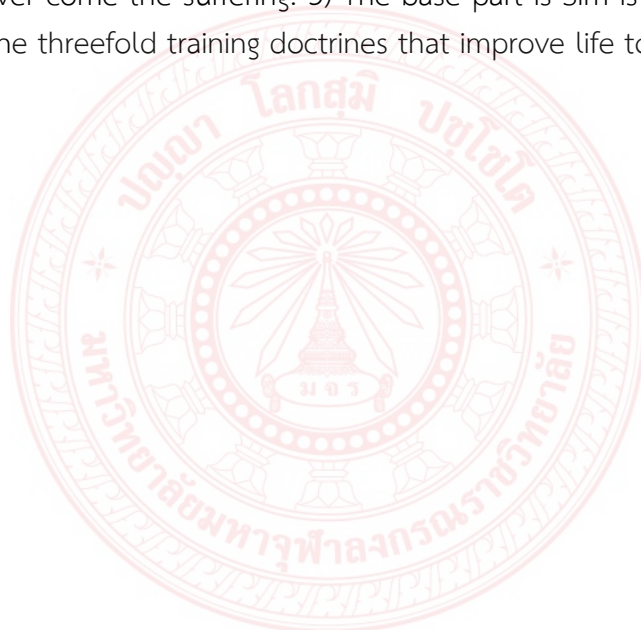 ver come the suffering. 3) The base part is Sim is
he threefold training doctrines that improve life to
ปญฺญา โลกสฺมิ ปชฺโชโต
มจร
มหาวิทยาลัยมหาจุฬาลงกรณราชวิทยาลัย